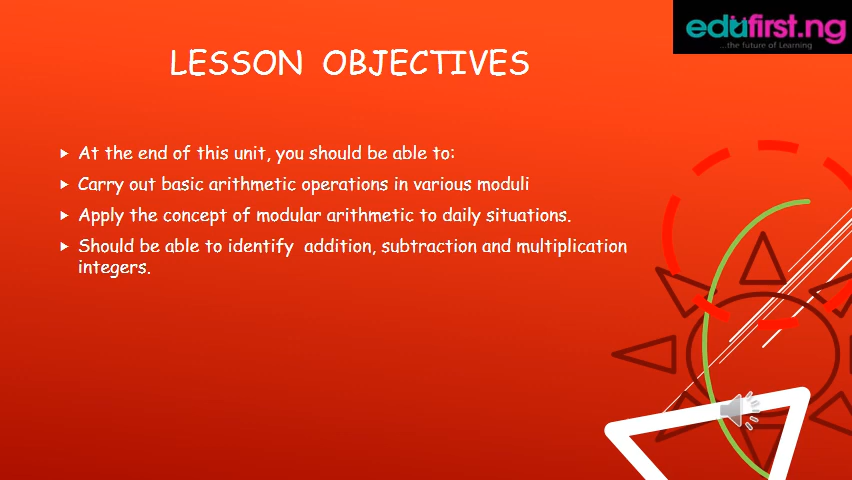 edufirst.ng
...the future of Learning
LESSON OBJECTIVES
At the end of this unit, you should be able to:
Carry out basic arithmetic operations in various moduli
Apply the concept of modular arithmetic to daily situations.
Should be able to identify addition, subtraction and multiplication
integers.